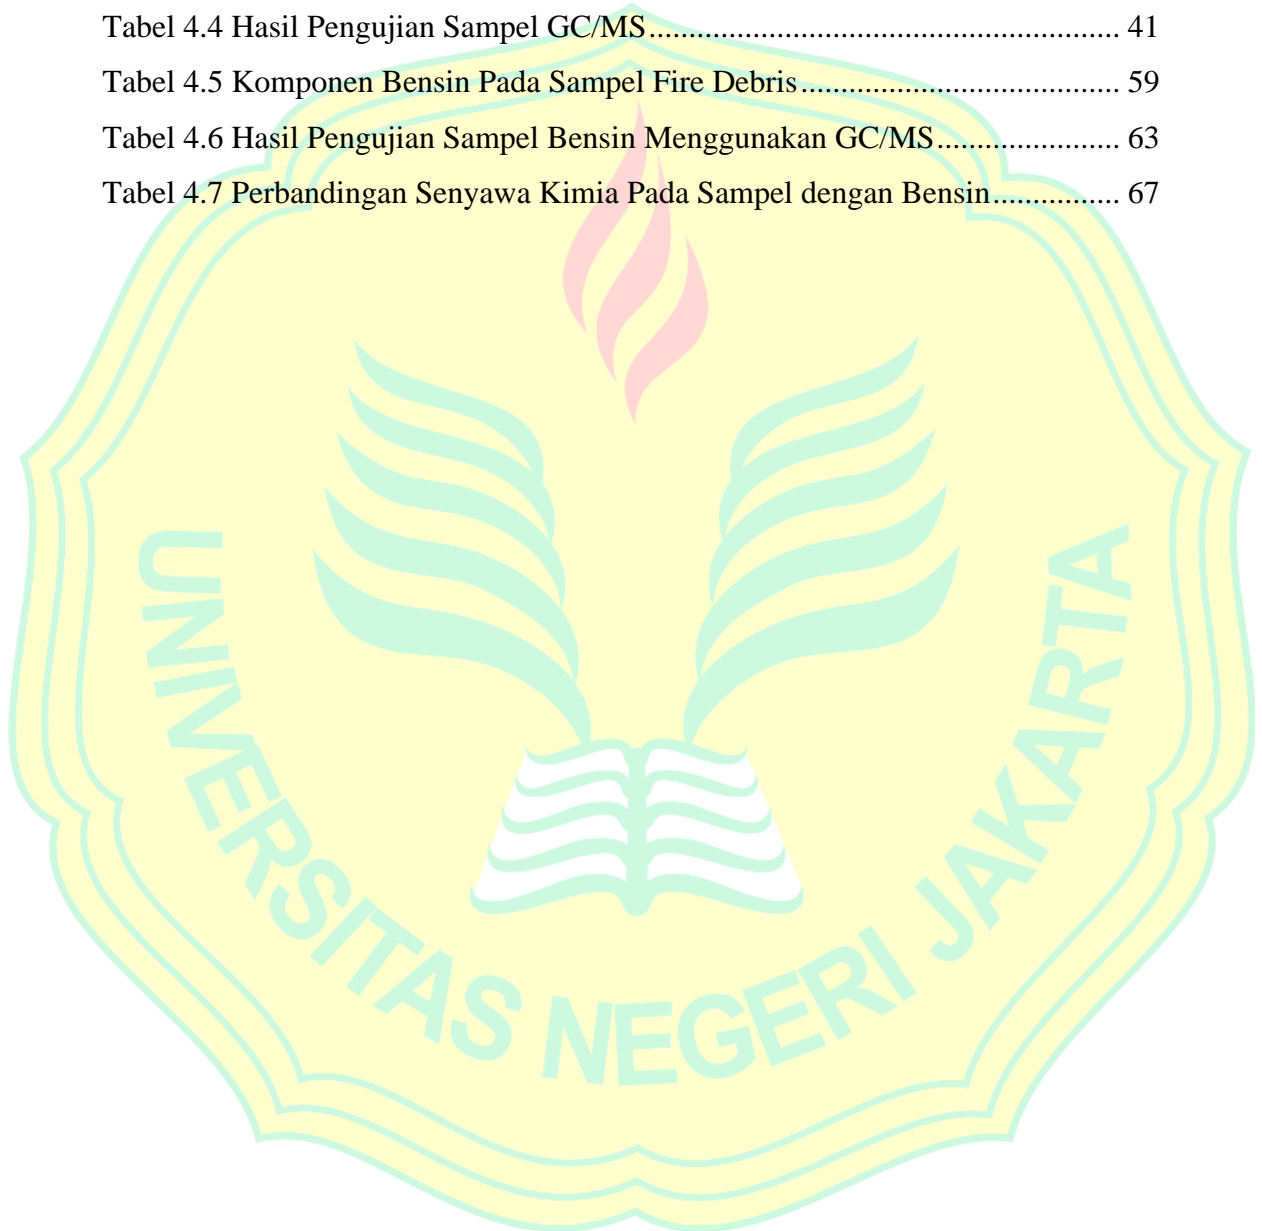 Tabel 4.4 Hasil Pengujian Sampel GC/MS........................................................ 41
Tabel 4.5 Komponen Bensin Pada Sampel Fire Debris...................................... 59
Tabel 4.6 Hasil Pengujian Sampel Bensin Menggunakan GC/MS...................... 63
Tabel 4.7 Perbandingan Senyawa Kimia Pada Sampel dengan Bensin............... 67
UNIVERSITAS NEGERI JAKARTA